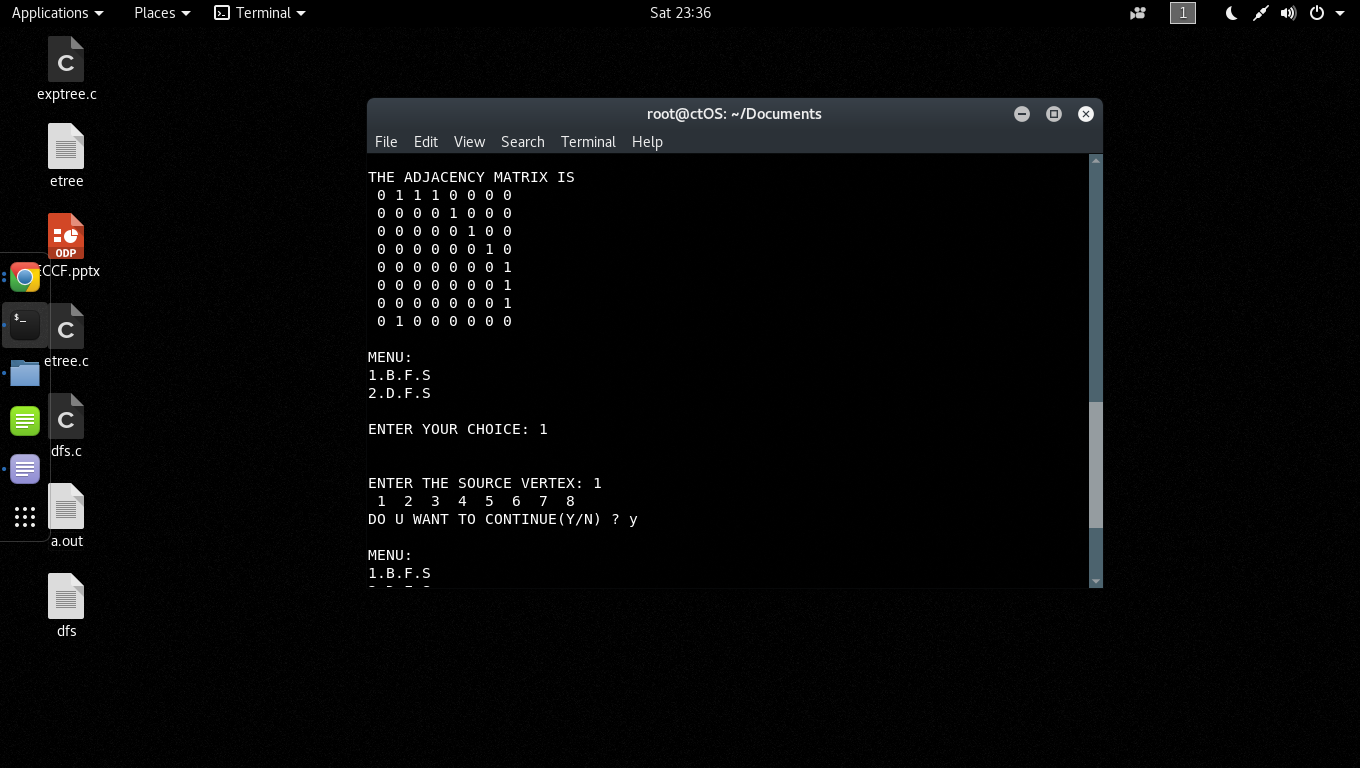 Applications Places Terminal Sat 23:36 1
exptree.c
etree
ODP
CCF.pptx
etree.c
dfs.c
a.out
dfs
root@ctOS: ~/Documents
File Edit View Search Terminal Help
THE ADJACENCY MATRIX IS
0 1 1 1 0 0 0 0
0 0 0 0 1 0 0 0
0 0 0 0 0 1 0 0
0 0 0 0 0 0 1 0
0 0 0 0 0 0 0 1
0 0 0 0 0 0 0 1
0 0 0 0 0 0 0 1
0 1 0 0 0 0 0 0
MENU:
1.B.F.S
2.D.F.S
ENTER YOUR CHOICE: 1
ENTER THE SOURCE VERTEX: 1
1 2 3 4 5 6 7 8
DO U WANT TO CONTINUE(Y/N) ? y
MENU:
1.B.F.S